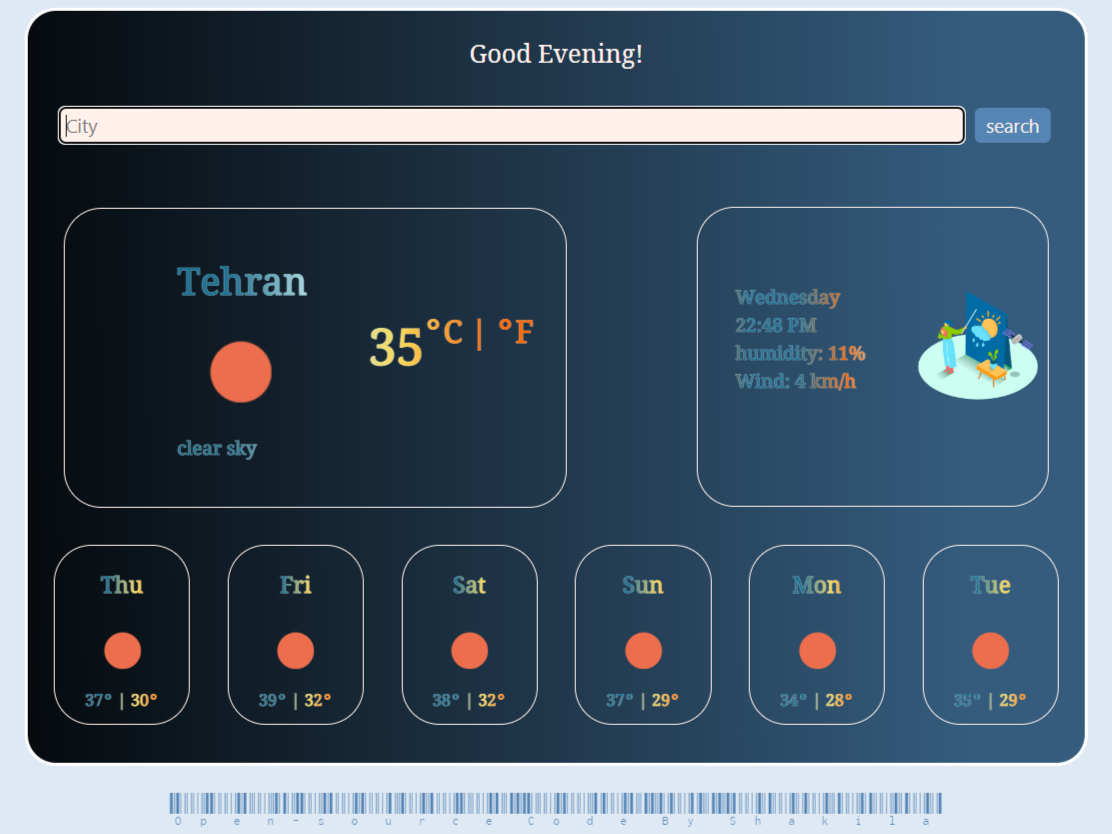 Good Evening!
City
search
Tehran
35°C | °F
clear sky
Wednesday
22:48 PM
humidity: 11%
Wind: 4 km/h
Thu
37° | 30°
Fri
39° | 32°
Sat
38° | 32°
Sun
37° | 29°
Mon
34° | 28°
Tue
35° | 29°
Open-source Code By Shakila